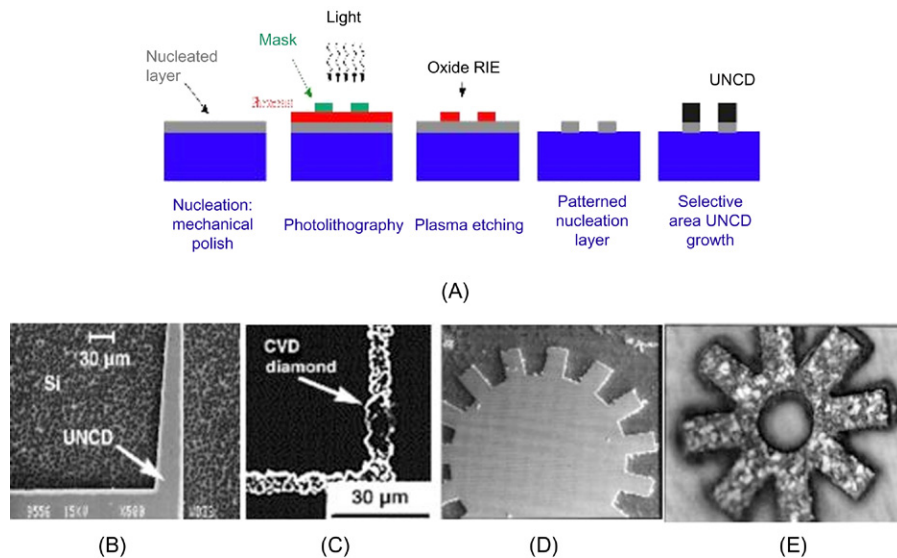 (A)
Light
Mask
Nucleated
layer
Oxide RIE
UNCD
Nucleation:
mechanical
polish
Photolithography
Plasma etching
Patterned
nucleation
layer
Selective
area UNCD
growth
(A)
30 μm
Si
UNCD
15KV X500
CVD
diamond
30 μm
(B)
(C)
(D)
(E)